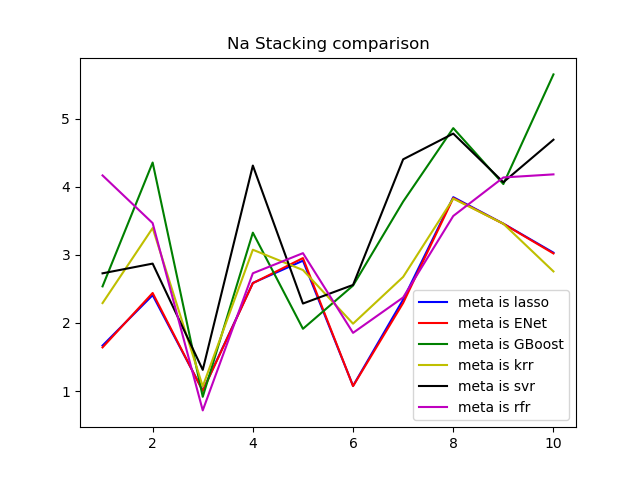 Na Stacking comparison
5
4
3
2
1
2
4
6
8
10
meta is lasso
meta is ENet
meta is GBoost
meta is krr
meta is svr
meta is rfr